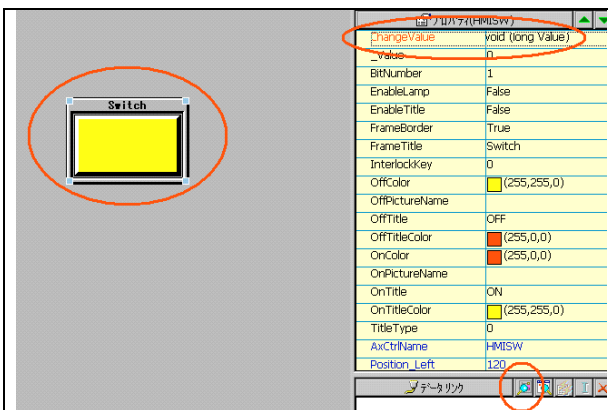 プロパティ(HMISW)
Switch
ChangeValue void (long Value)
_Value 0
BitNumber 1
EnableLamp False
EnableTitle False
FrameBorder True
FrameTitle Switch
InterlockKey 0
OffColor (255,255,0)
OffPictureName
OffTitle OFF
OffTitleColor (255,0,0)
OnColor (255,0,0)
OnPictureName
OnTitle ON
OnTitleColor (255,255,0)
TitleType 0
AxCtrlName HMISW
Position_Left 120
データリンク